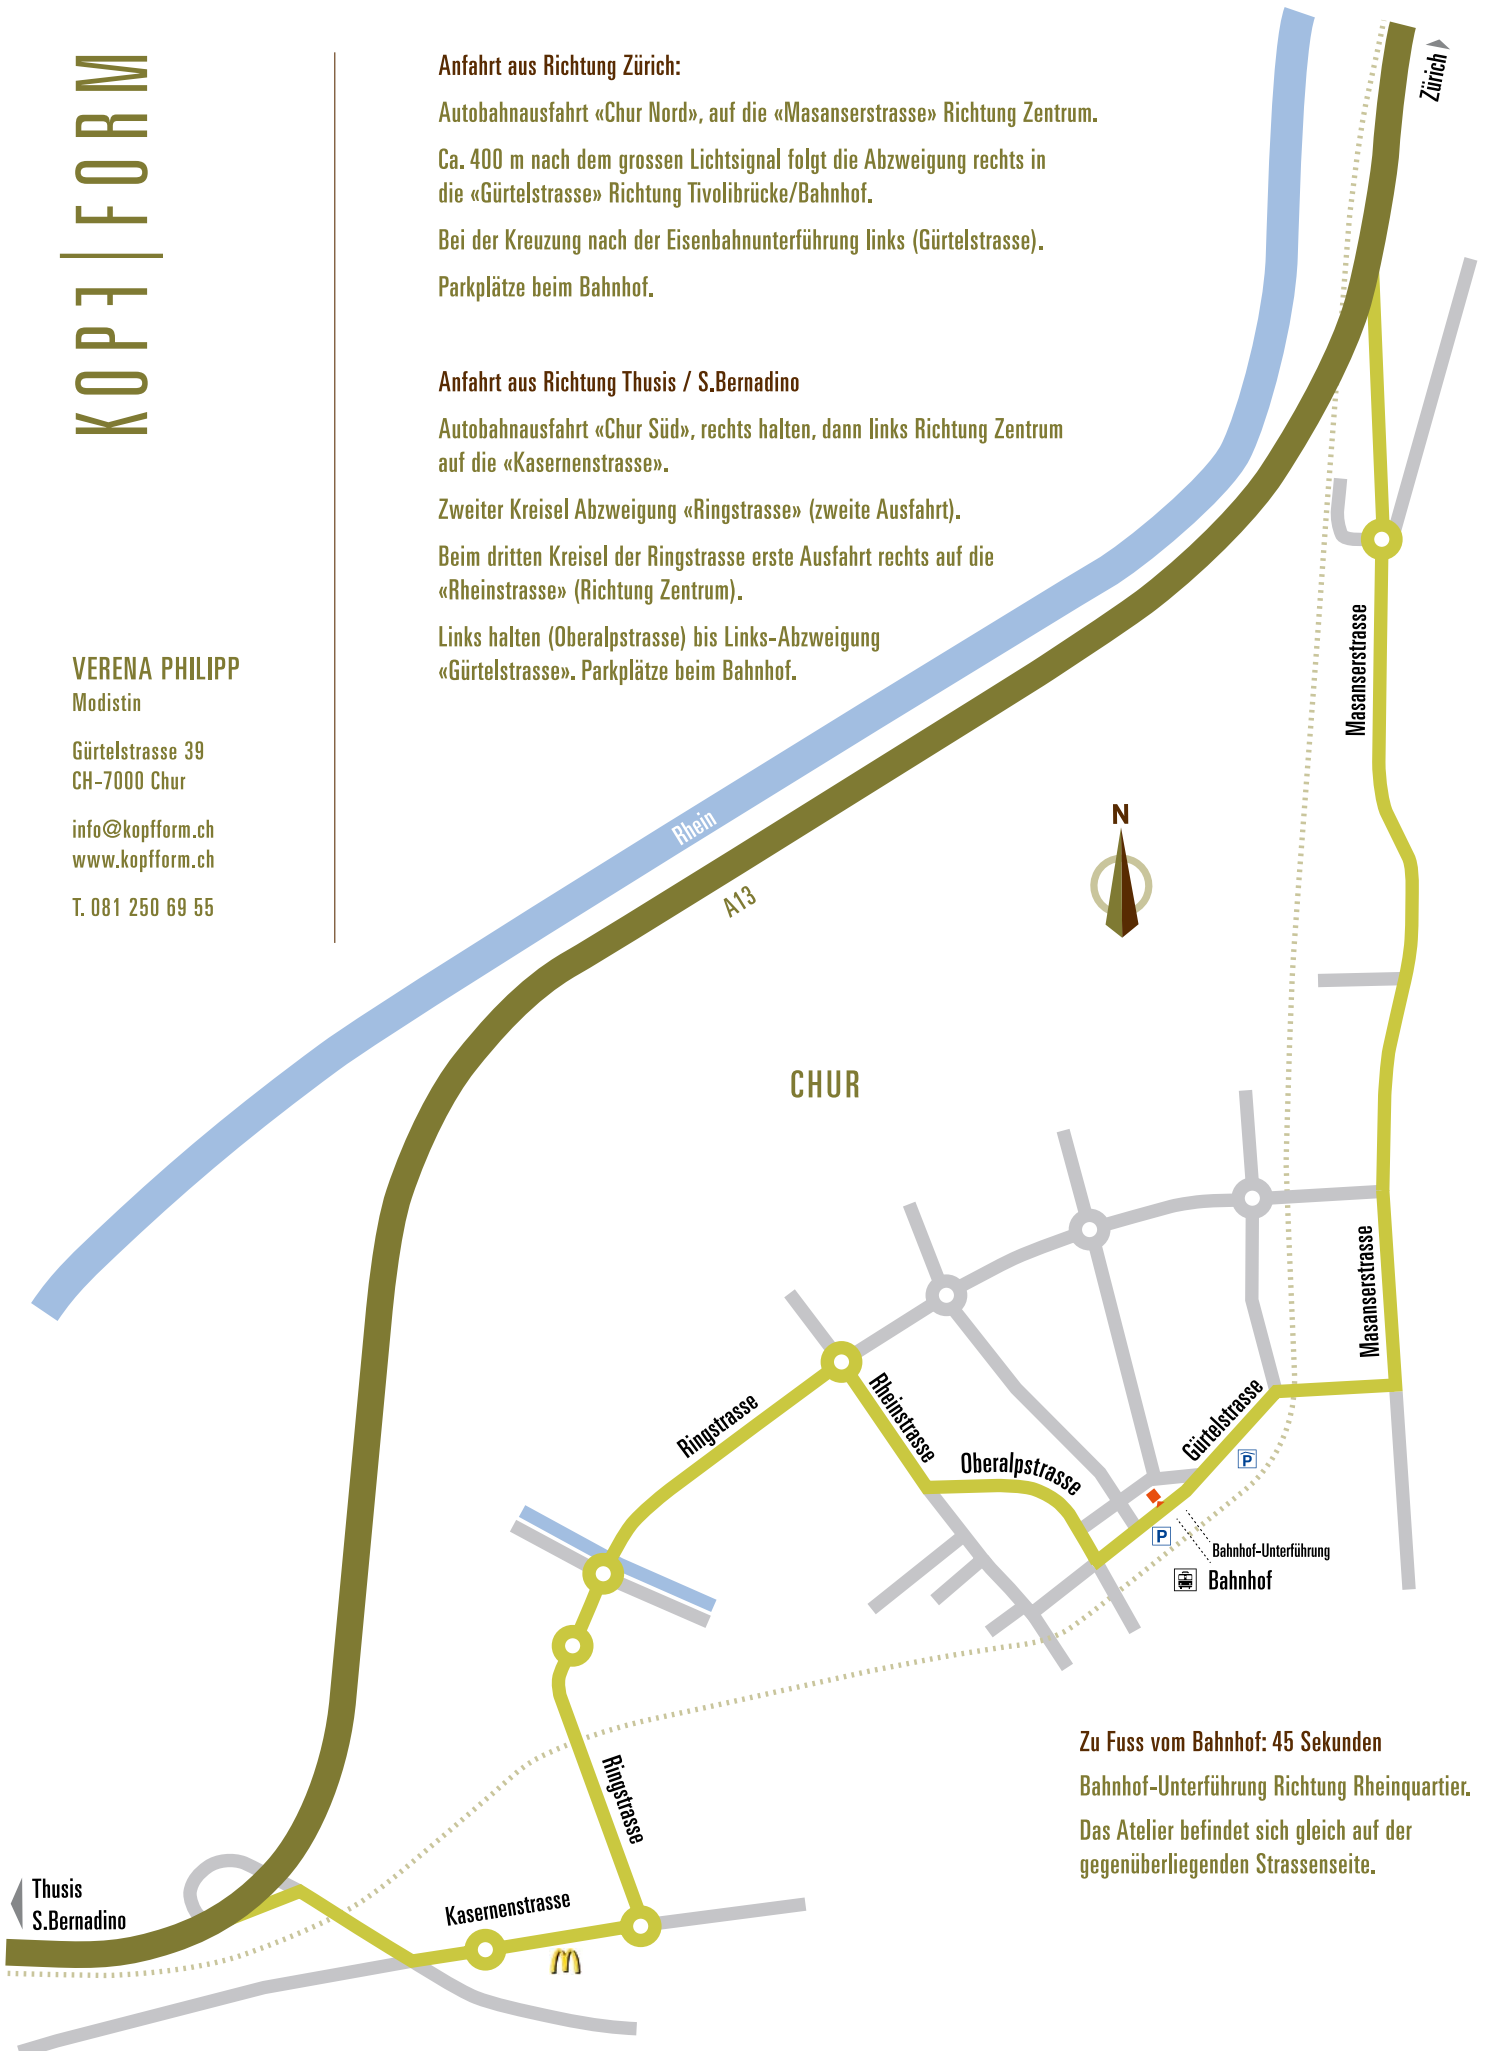 KOPF|FORM
VERENA PHILIPP
Modistin
Gürtelstrasse 39
CH-7000 Chur
info@kopfform.ch
www.kopfform.ch
T. 081 250 69 55
Anfahrt aus Richtung Zürich:
Autobahnausfahrt «Chur Nord», auf die «Masanserstrasse» Richtung Zentrum.
Ca. 400 m nach dem grossen Lichtsignal folgt die Abzweigung rechts in
die «Gürtelstrasse» Richtung Tivolibrücke/Bahnhof.
Bei der Kreuzung nach der Eisenbahnunterführung links (Gürtelstrasse).
Parkplätze beim Bahnhof.
Anfahrt aus Richtung Thusis / S.Bernadino
Autobahnausfahrt «Chur Süd», rechts halten, dann links Richtung Zentrum
auf die «Kasernenstrasse».
Zweiter Kreisel Abzweigung «Ringstrasse» (zweite Ausfahrt).
Beim dritten Kreisel der Ringstrasse erste Ausfahrt rechts auf die
«Rheinstrasse» (Richtung Zentrum).
Links halten (Oberalpstrasse) bis Links-Abzweigung
«Gürtelstrasse». Parkplätze beim Bahnhof.
Zürich
Masanserstrasse
Rhein
A13
N
CHUR
Masanserstrasse
Ringstrasse
Rheinstrasse
Oberalpstrasse
Gürtelstrasse
P
P
Bahnhof-Unterführung
Bahnhof
Ringstrasse
Kasernenstrasse
M
Thusis
S.Bernadino
Zu Fuss vom Bahnhof: 45 Sekunden
Bahnhof-Unterführung Richtung Rheinquartier.
Das Atelier befindet sich gleich auf der
gegenüberliegenden Strassenseite.